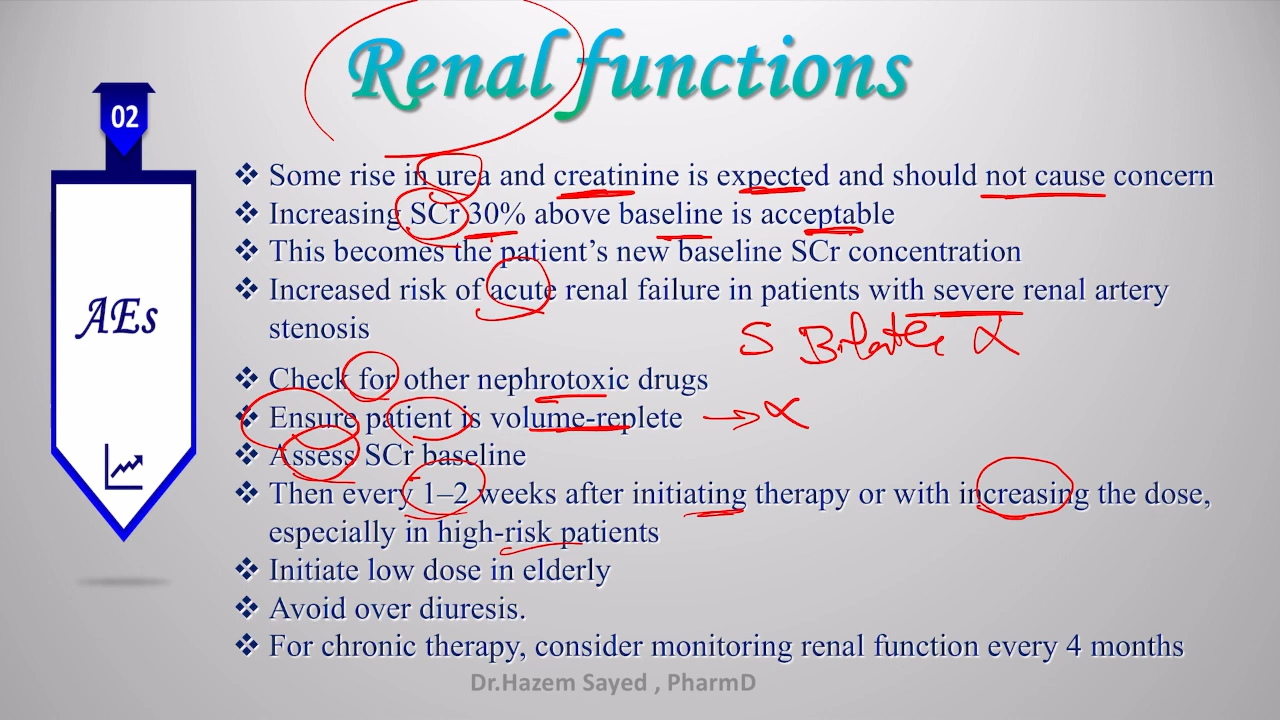 Renal functions
02
AEs
❖ Some rise in urea and creatinine is expected and should not cause concern
❖ Increasing SCr 30% above baseline is acceptable
❖ This becomes the patient’s new baseline SCr concentration
❖ Increased risk of acute renal failure in patients with severe renal artery
stenosis
S
❖ Check for other nephrotoxic drugs
❖ Ensure patient is volume-replete →
❖ Assess SCr baseline
❖ Then every 1–2 weeks after initiating therapy or with increasing the dose,
especially in high-risk patients
❖ Initiate low dose in elderly
❖ Avoid over diuresis.
❖ For chronic therapy, consider monitoring renal function every 4 months
Dr.Hazem Sayed , PharmD